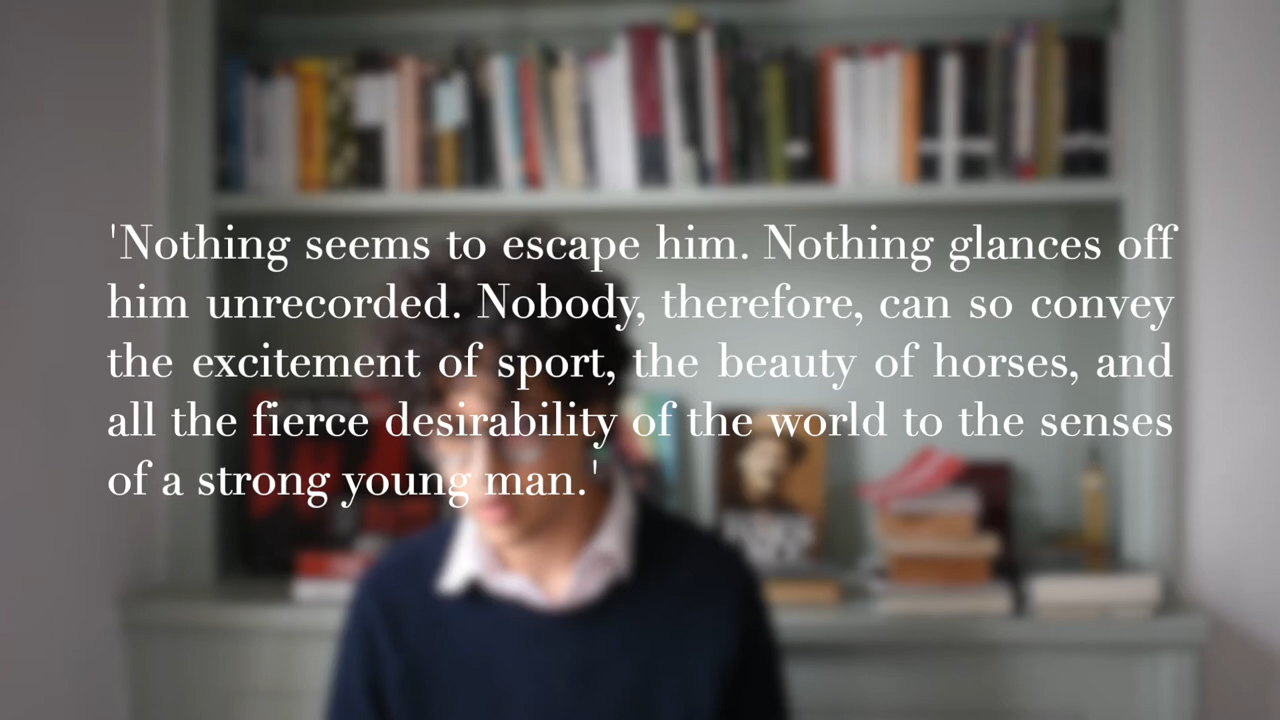 'Nothing seems to escape him. Nothing glances off
him unrecorded. Nobody, therefore, can so convey
the excitement of sport, the beauty of horses, and
all the fierce desirability of the world to the senses
of a strong young man.'